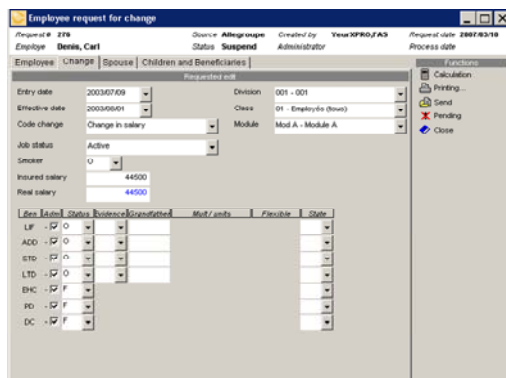 Employee request for change
Request # 276 Source Allegroupe Created by YourXPRO,FAS Request date 2007/03/10
Employe Denis, Carl Status Suspend Administrator Process date
Employee Change Spouse Children and Beneficiaries
Requested edit Functions
Entry date 2003/07/09 Division 001 - 001 Calculation
Effective date 2003/08/01 Class 01 - Employés (towo) Printing...
Code change Change in salary Module Mod A - Module A Send
Pending
Close
Job status Active
Smoker O
Insured salary 44500
Real salary 44500
Ben Adm Status Evidence Grandfather Mult / units Flexible State
LIF - O
ADD - O
STD - O
LTD - O
EHC - F
PD - F
DC - F